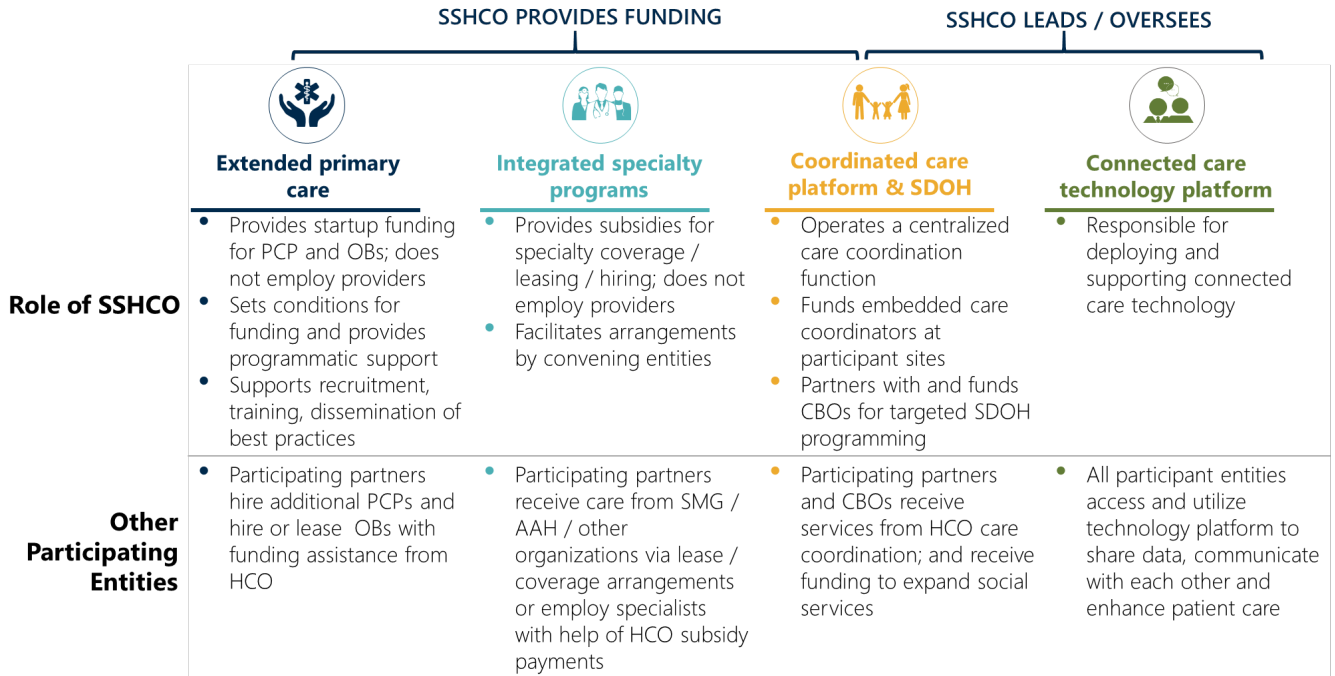 SSHCO PROVIDES FUNDING
SSHCO LEADS / OVERSEES
Extended primary
care
Integrated specialty
programs
Coordinated care
platform & SDOH
Connected care
technology platform
Role of SSHCO
• Provides startup funding
for PCP and OBs; does
not employ providers
• Sets conditions for
funding and provides
programmatic support
• Supports recruitment,
training, dissemination of
best practices
• Provides subsidies for
specialty coverage /
leasing / hiring; does not
employ providers
• Facilitates arrangements
by convening entities
• Operates a centralized
care coordination
function
• Funds embedded care
coordinators at
participant sites
• Partners with and funds
CBOs for targeted SDOH
programming
• Responsible for
deploying and
supporting connected
care technology
Other
Participating
Entities
• Participating partners
hire additional PCPs and
hire or lease OBs with
funding assistance from
HCO
• Participating partners
receive care from SMG /
AAH / other
organizations via lease /
coverage arrangements
or employ specialists
with help of HCO subsidy
payments
• Participating partners
and CBOs receive
services from HCO care
coordination; and receive
funding to expand social
services
• All participant entities
access and utilize
technology platform to
share data, communicate
with each other and
enhance patient care